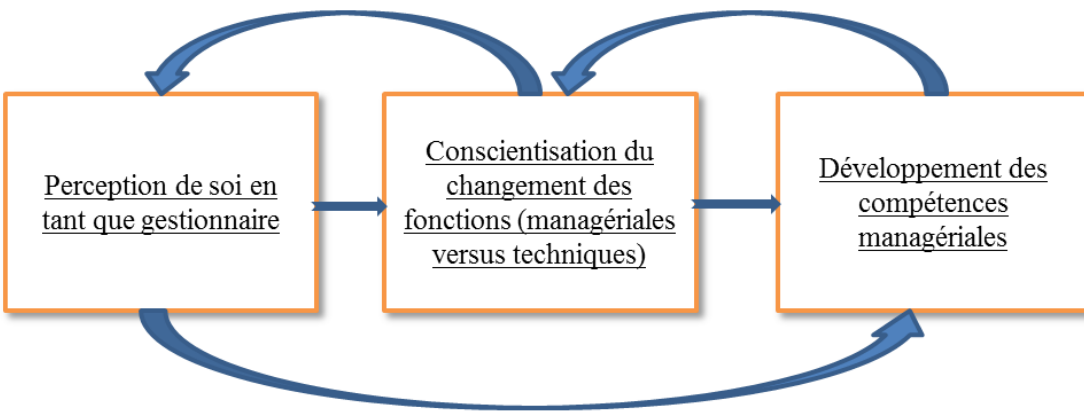 Perception de soi en
tant que gestionnaire
Conscientisation du
changement des
fonctions (managériales
versus techniques)
Développement des
compétences
managériales